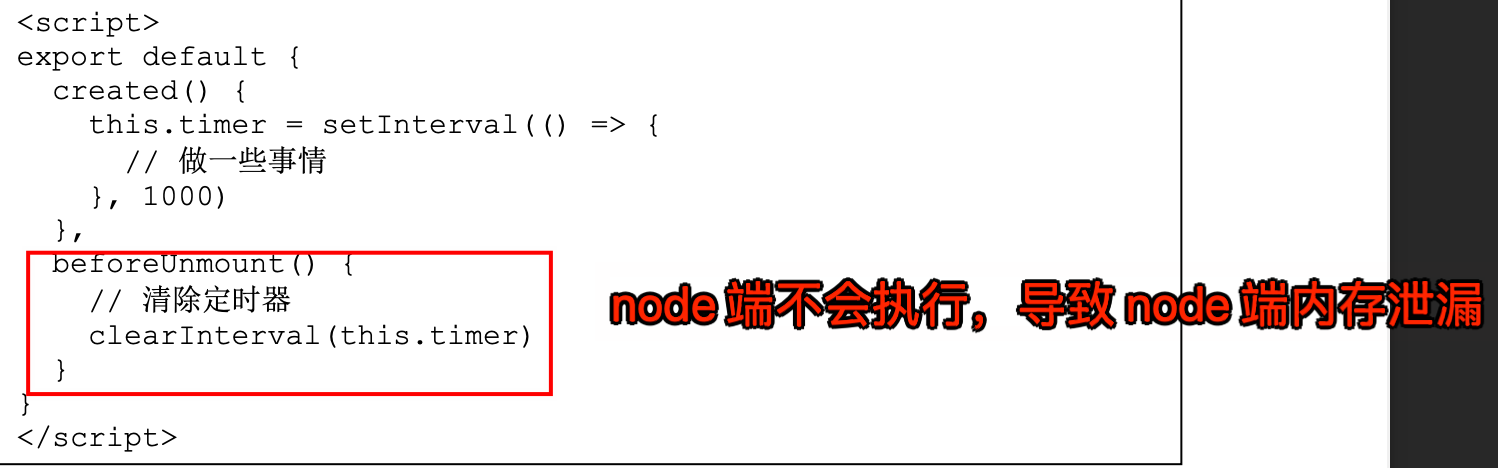 <script>
export default {
  created() {
    this.timer = setInterval(() => {
      // 做一些事情
    }, 1000)
  },
  beforeUnmount() {
    // 清除定时器
    clearInterval(this.timer)
  }
node 端不会执行，导致 node 端内存泄漏
}
</script>